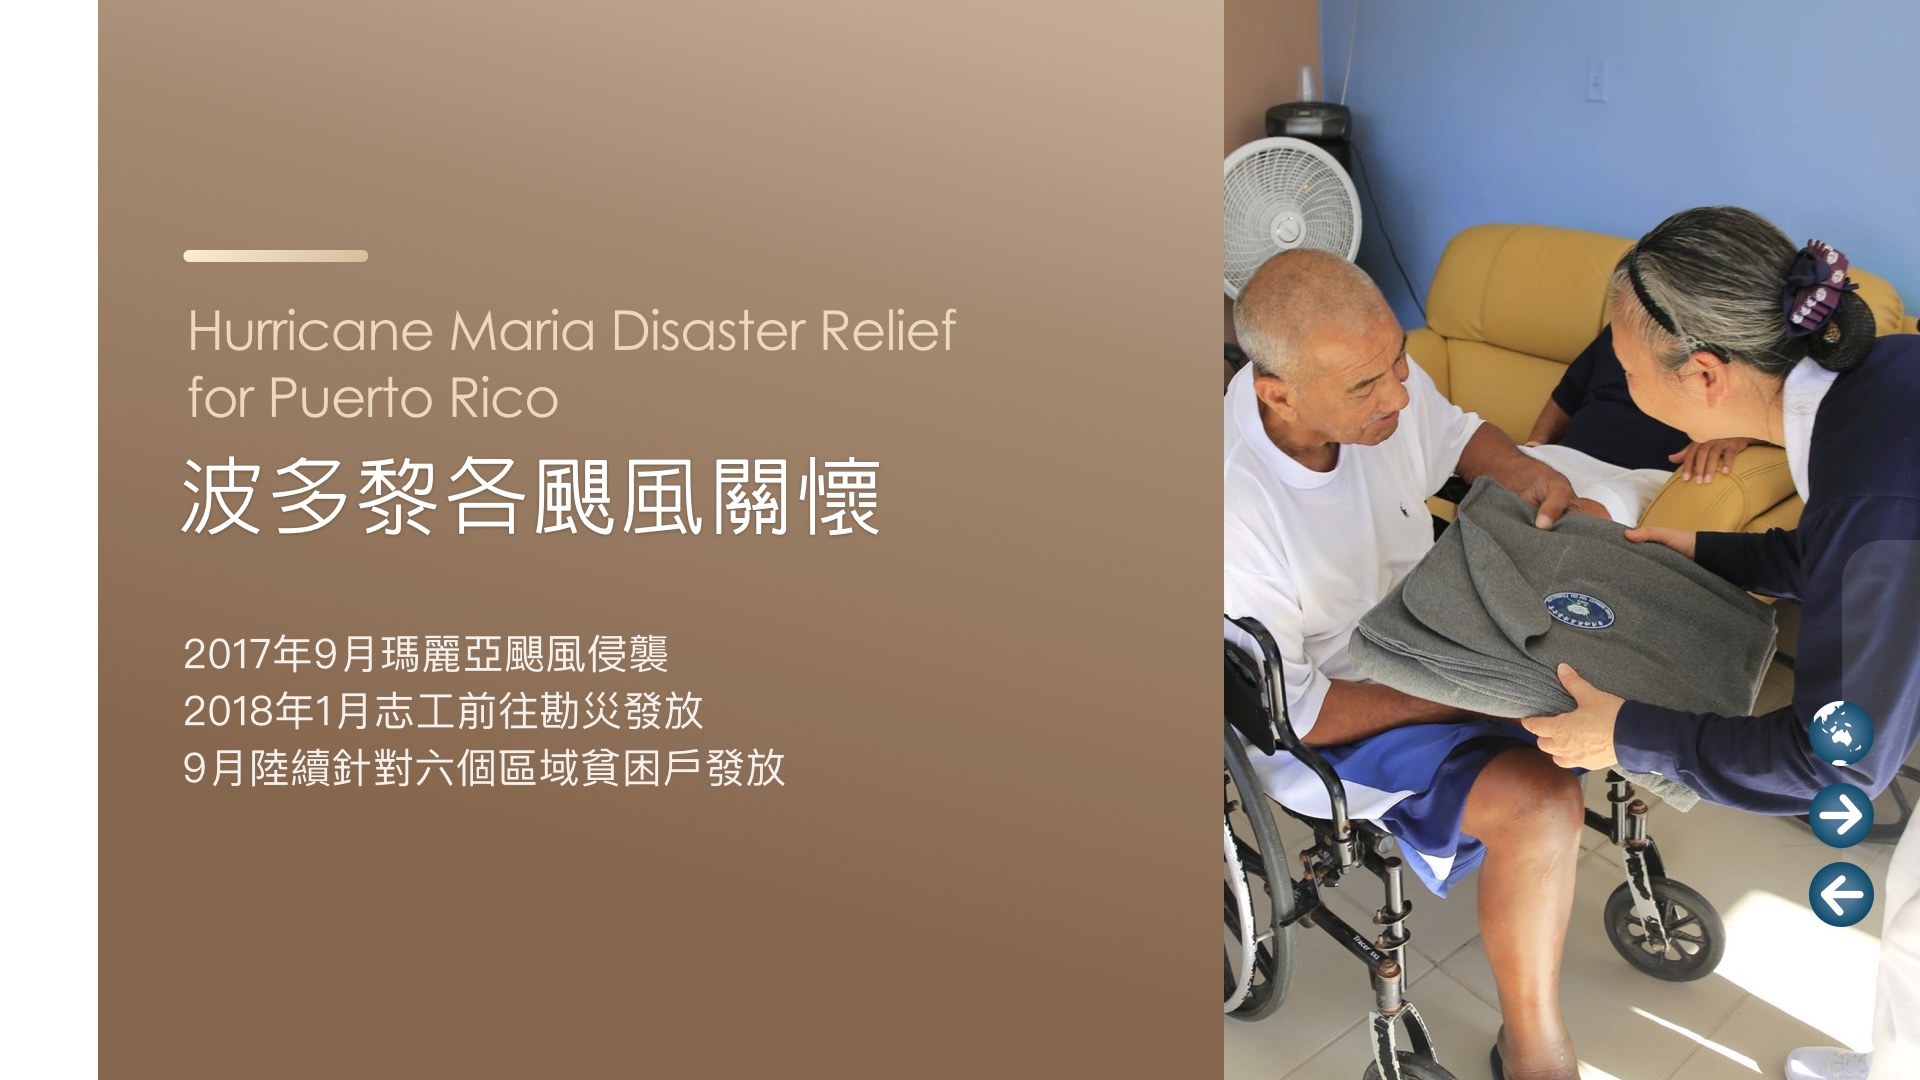 Hurricane Maria Disaster Relief
for Puerto Rico
波多黎各颶風關懷
2017年9月瑪麗亞颶風侵襲
2018年1月志工前往勘災發放
9月陸續針對六個區域貧困戶發放
Tracer SX5